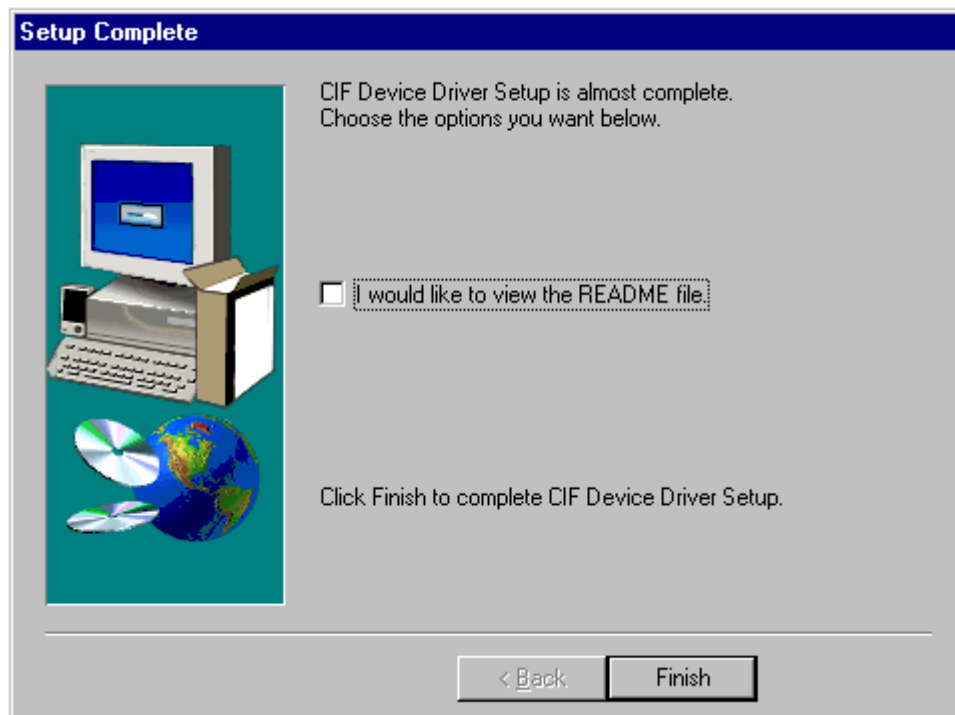 Setup Complete
CIF Device Driver Setup is almost complete.
Choose the options you want below.
I would like to view the README file.
Click Finish to complete CIF Device Driver Setup.
< Back
Finish